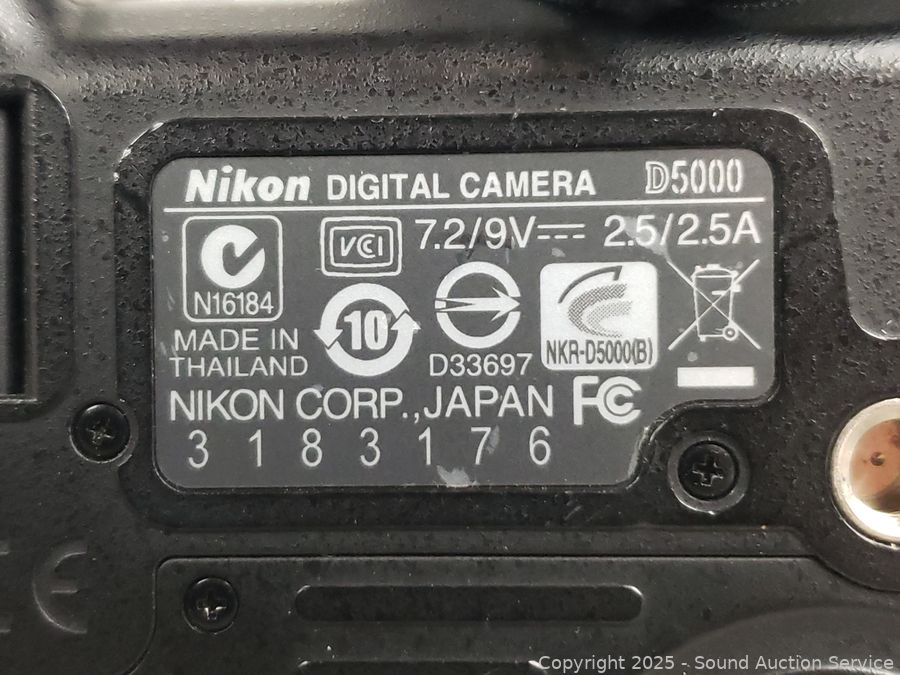 Nikon DIGITAL CAMERA D5000
N16184
VCI
7.2/9V⎓ 2.5/2.5A
10
D33697
NKR-D5000(B)
MADE IN
THAILAND
NIKON CORP.,JAPAN FC
3183176
CE
Copyright 2025 - Sound Auction Service